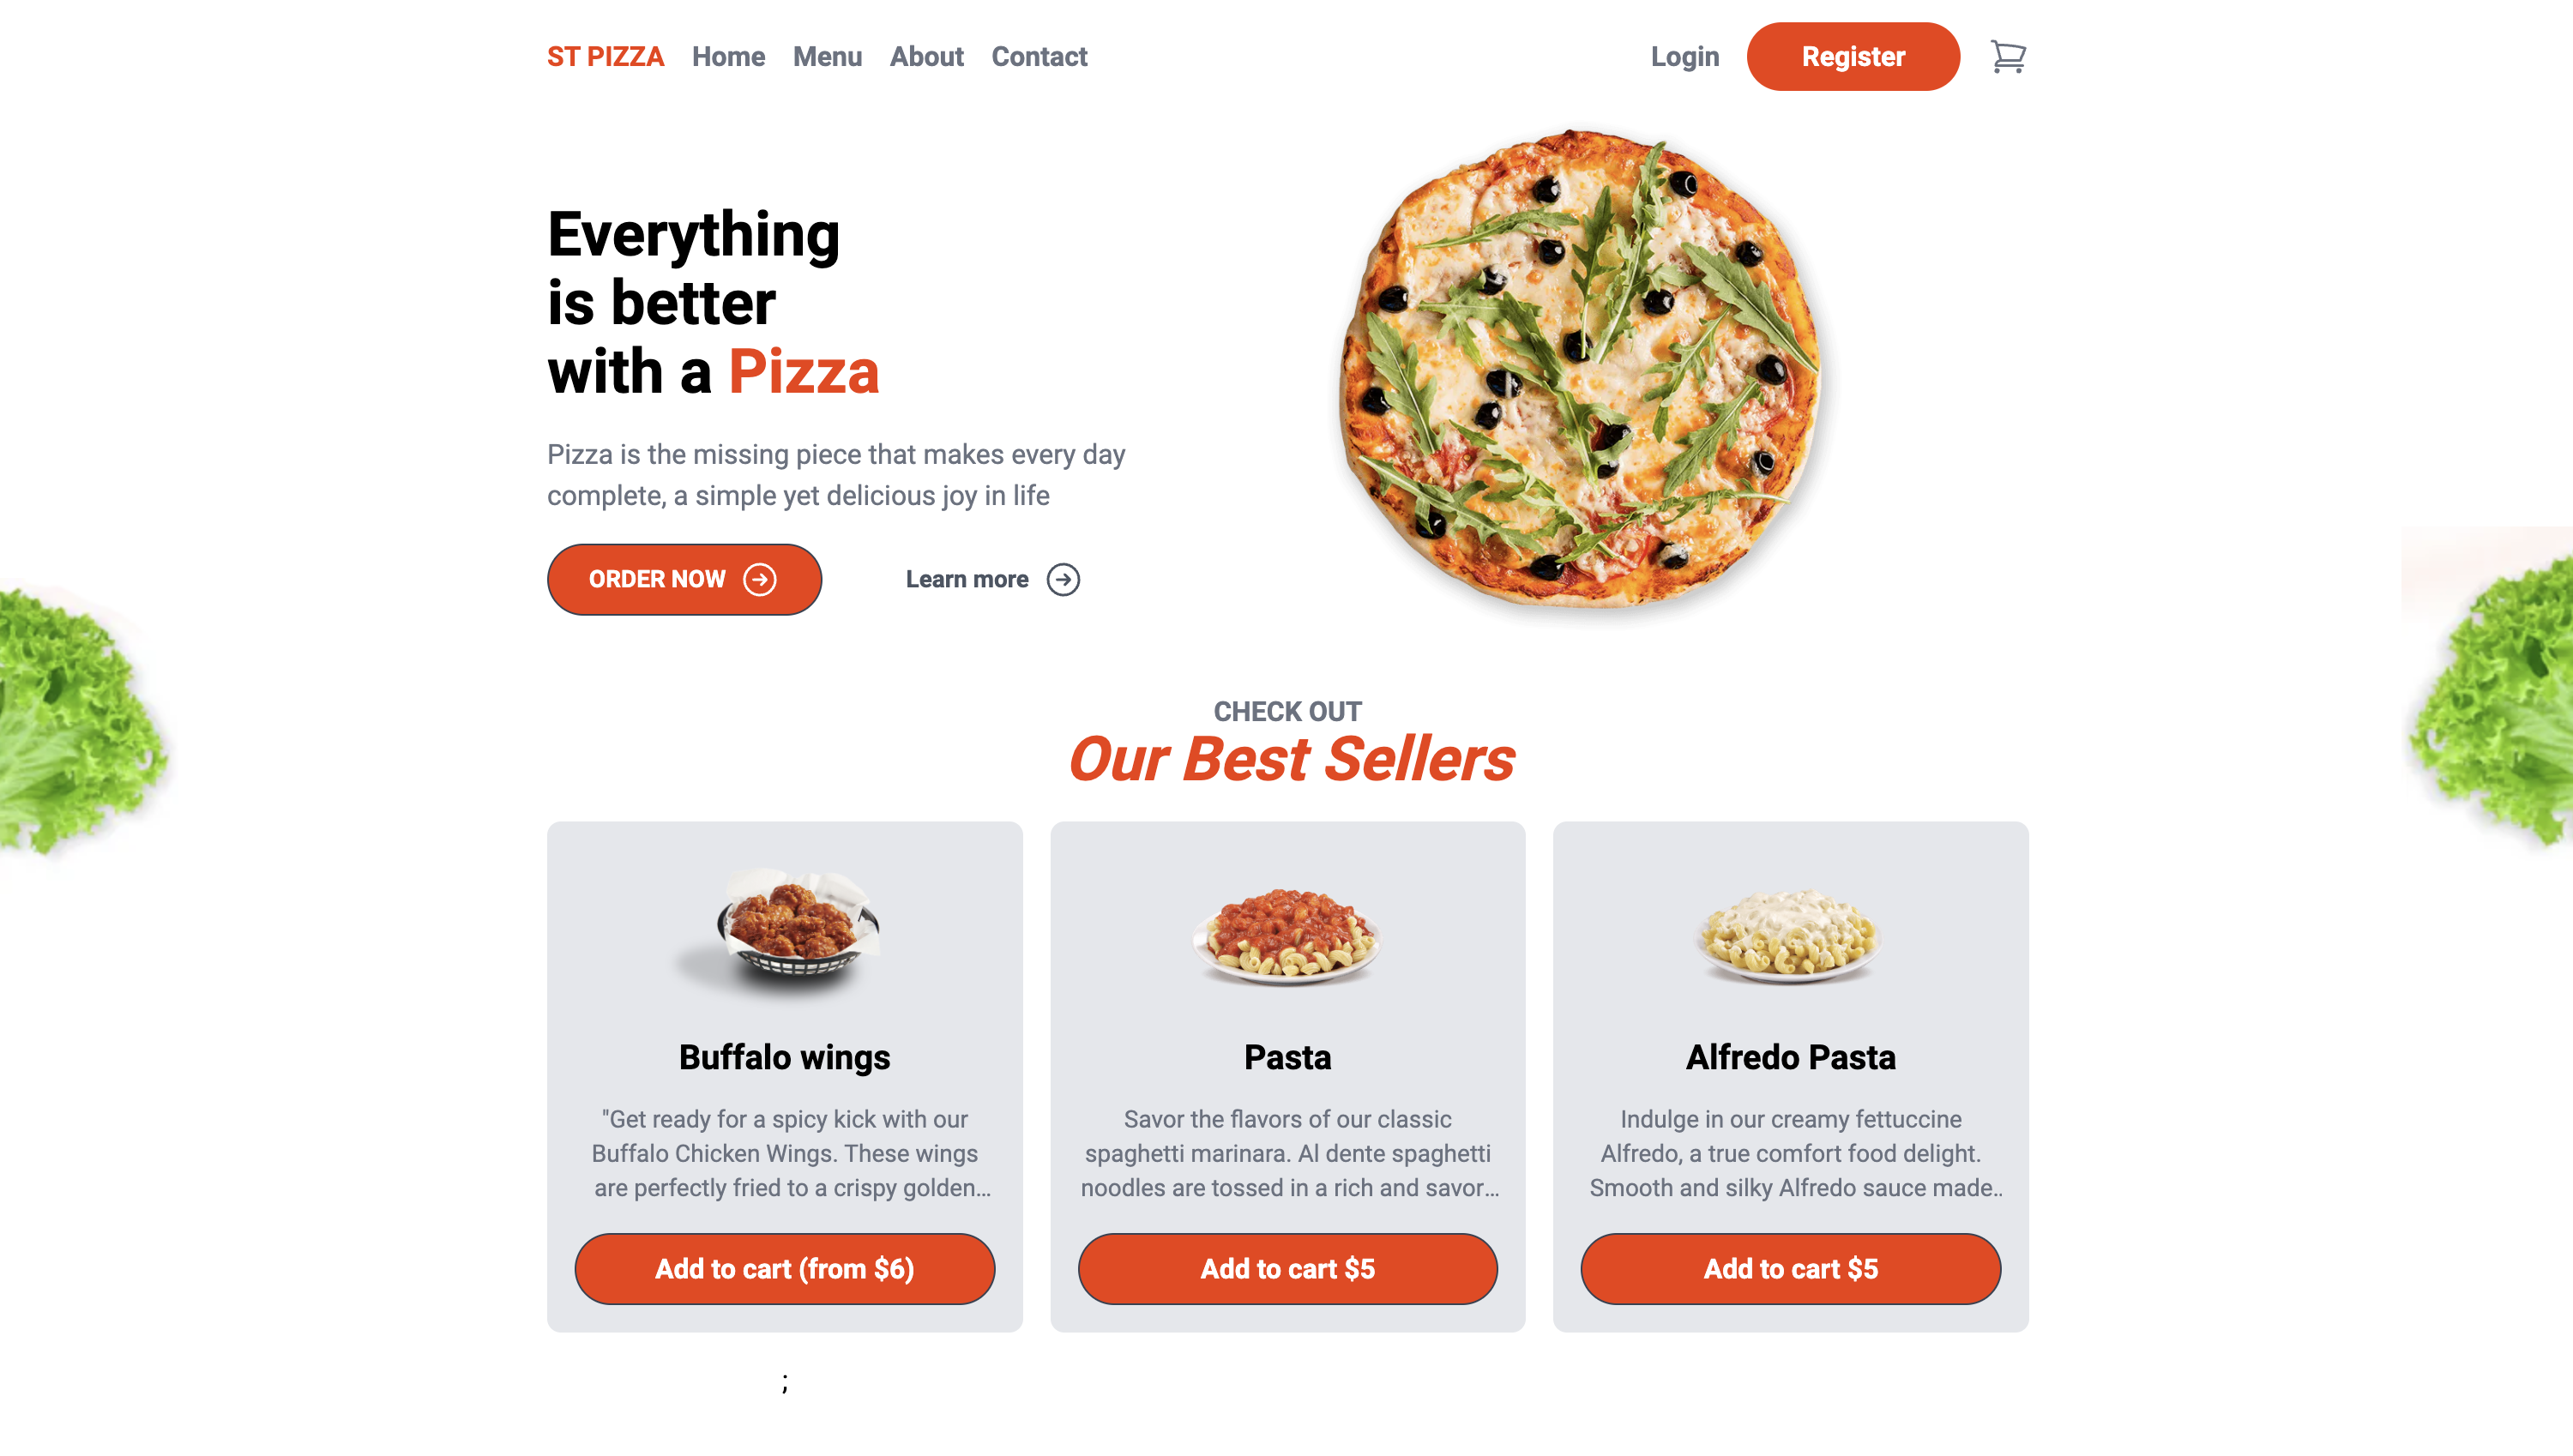 ST PIZZA Home Menu About Contact Login Register
Everything
is better
with a Pizza
Pizza is the missing piece that makes every day
complete, a simple yet delicious joy in life
ORDER NOW Learn more
CHECK OUT
Our Best Sellers
Buffalo wings
"Get ready for a spicy kick with our
Buffalo Chicken Wings. These wings
are perfectly fried to a crispy golden...
Add to cart (from $6)
Pasta
Savor the flavors of our classic
spaghetti marinara. Al dente spaghetti
noodles are tossed in a rich and savor...
Add to cart $5
Alfredo Pasta
Indulge in our creamy fettuccine
Alfredo, a true comfort food delight.
Smooth and silky Alfredo sauce made..
Add to cart $5
;